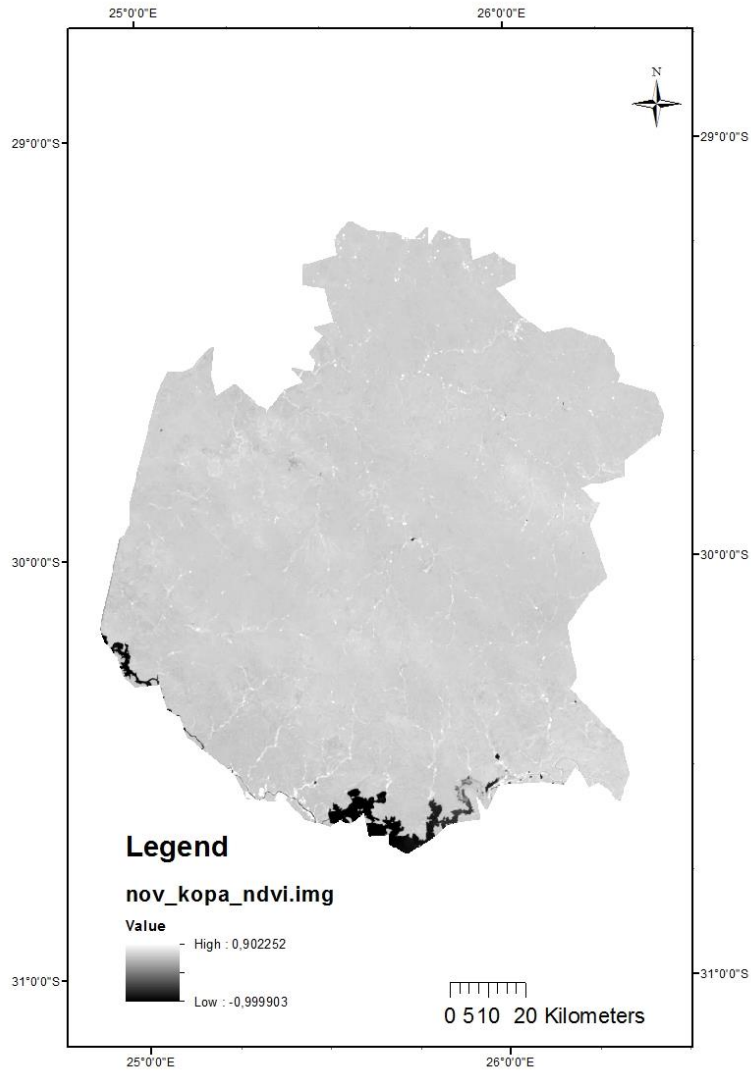 25°0'0"E 26°0'0"E
N
29°0'0"S 29°0'0"S
30°0'0"S 30°0'0"S
Legend
nov_kopa_ndvi.img
Value
High : 0,902252
Low : -0,999903
31°0'0"S 31°0'0"S
0 510 20 Kilometers
25°0'0"E 26°0'0"E